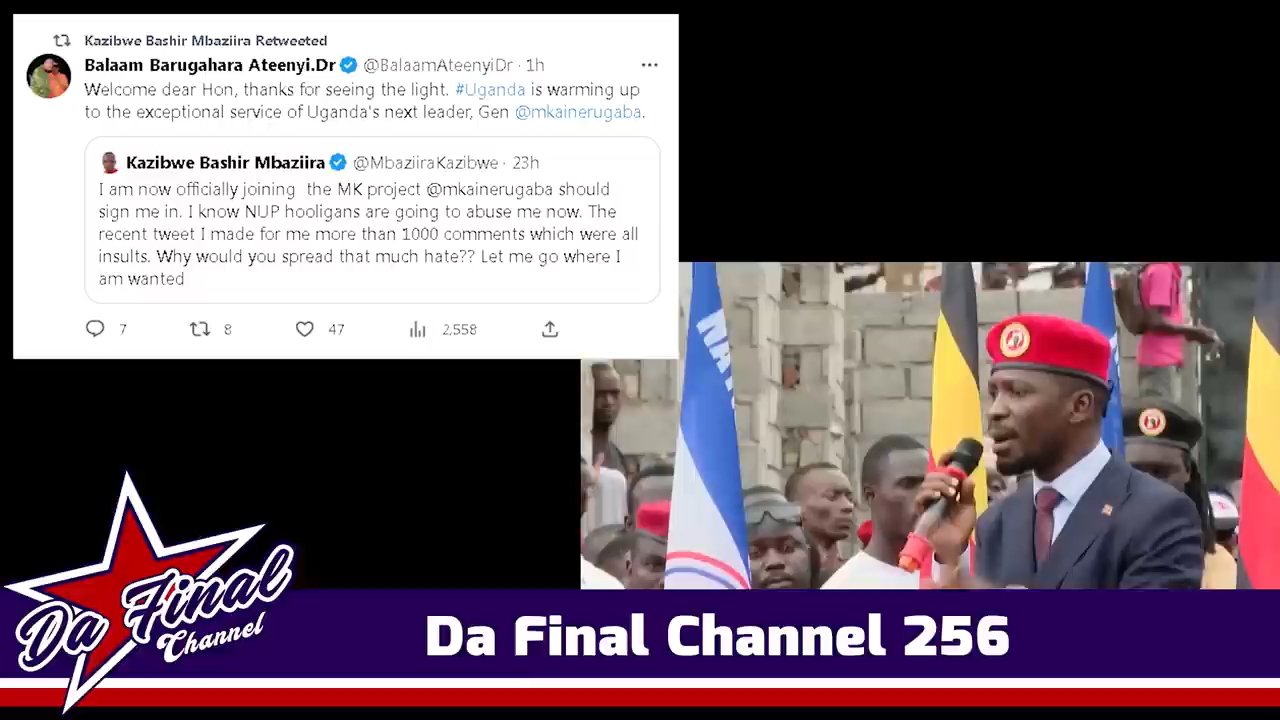 Kazibwe Bashir Mbaziira Retweeted
Balaam Barugahara Ateenyi.Dr @BalaamAteenyiDr · 1h
Welcome dear Hon, thanks for seeing the light. #Uganda is warming up
to the exceptional service of Uganda's next leader, Gen @mkainerugaba.
Kazibwe Bashir Mbaziira @MbaziiraKazibwe · 23h
I am now officially joining the MK project @mkainerugaba should
sign me in. I know NUP hooligans are going to abuse me now. The
recent tweet I made for me more than 1000 comments which were all
insults. Why would you spread that much hate?? Let me go where I
am wanted
7 8 47 2,558
NAT
Da Final
Channel
Da Final Channel 256